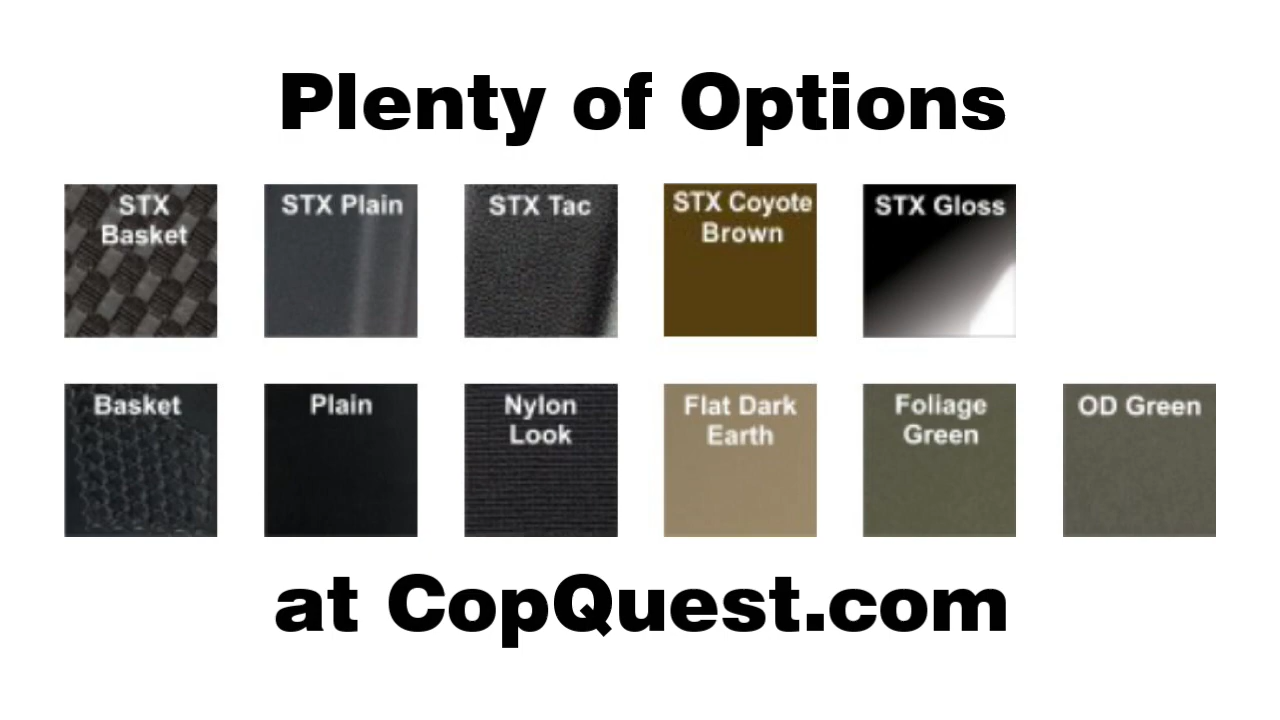 Plenty of Options
STX
Basket
STX Plain
STX Tac
STX Coyote
Brown
STX Gloss
Basket
Plain
Nylon
Look
Flat Dark
Earth
Foliage
Green
OD Green
at CopQuest.com